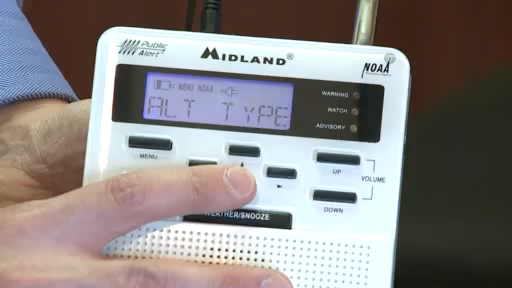 Public Alert
MIDLAND®
NOAA
MENU NOAA
ALT TYPE
WARNING
WATCH
ADVISORY
MENU
UP
VOLUME
DOWN
WEATHER/SNOOZE